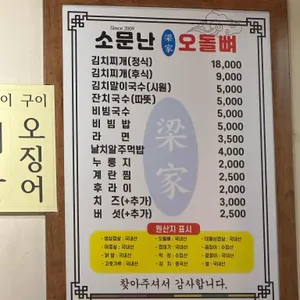 Since 2009
소문난 梁家 오돌뼈
김치찌개(정식) 18,000
김치찌개(후식) 9,000
김치말이국수(시원) 5,000
잔치국수(따뜻) 5,000
비빔국수 5,000
비빔밥 5,000
라면 3,500
날치알주먹밥 4,000
누룽지 2,000
계란찜 2,500
후라이 2,000
치즈(+추가) 3,000
버섯(+추가) 2,500
梁家
원산지 표시
찾아주셔서 감사합니다.
이 구이
오징어